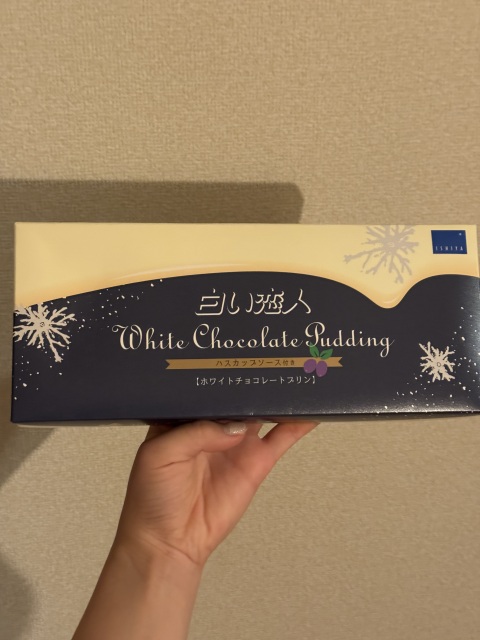 ISHIYA
白い恋人
White Chocolate Pudding
ハスカップソース付き
【ホワイトチョコレートプリン】